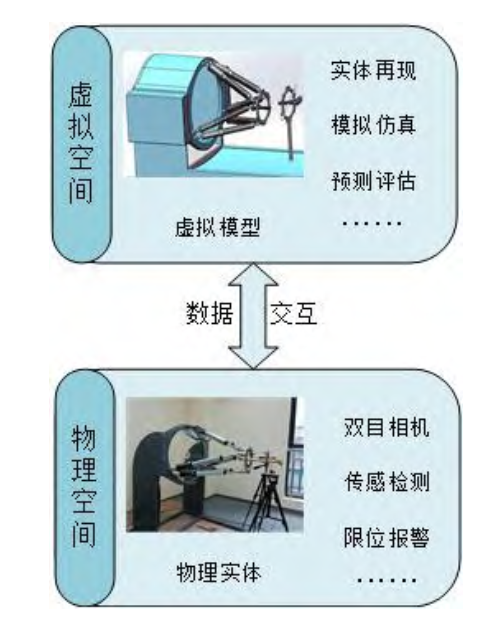 虚拟空间
实体再现
模拟仿真
预测评估
……
虚拟模型
数据 交互
物理空间
双目相机
传感检测
限位报警
……
物理实体